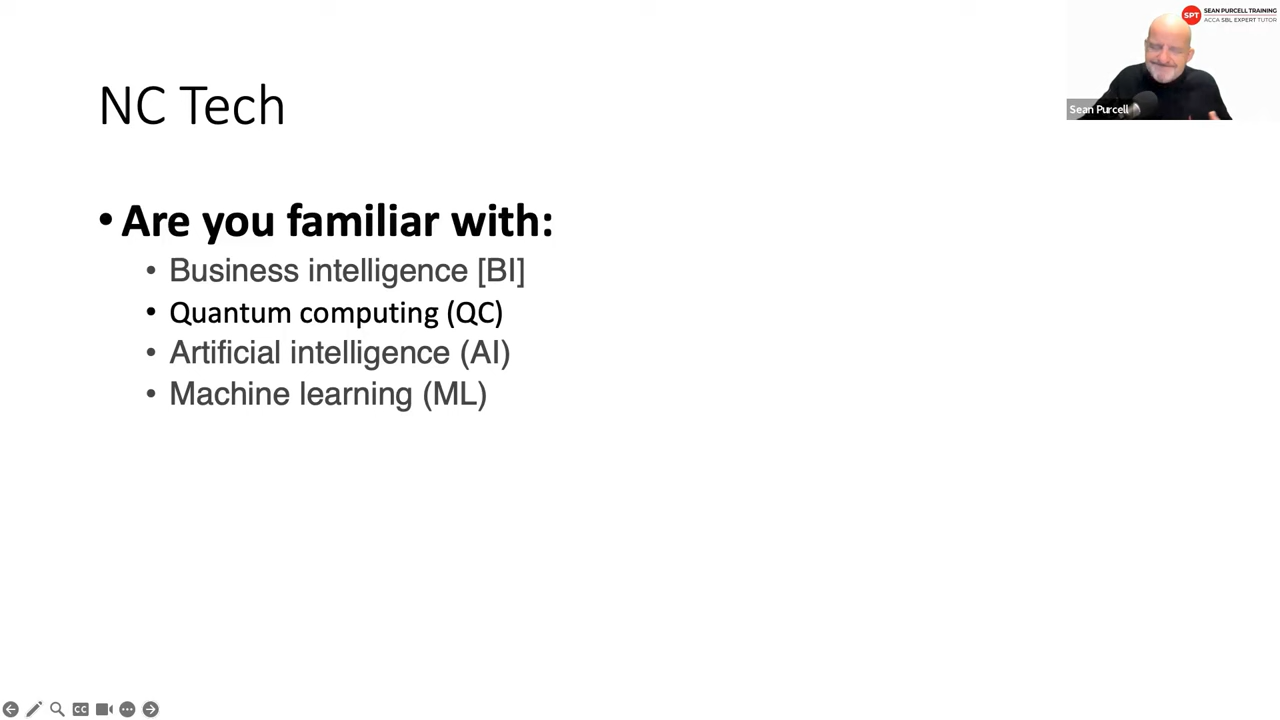 SPT SEAN PURCELL TRAINING
ACCA SBL EXPERT TUTOR
Sean Purcell
NC Tech
• Are you familiar with:
• Business intelligence [BI]
• Quantum computing (QC)
• Artificial intelligence (AI)
• Machine learning (ML)
CC